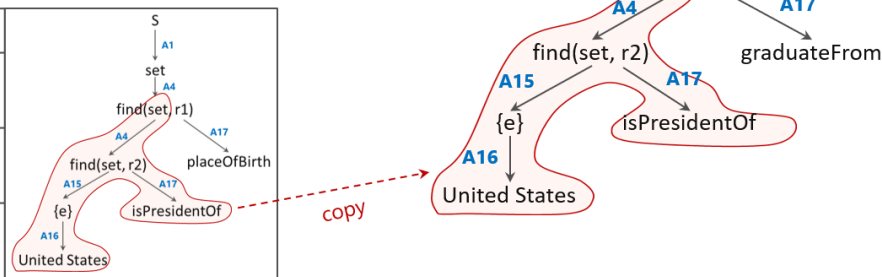 S
A1
set
A4
find(set, r1)
A4
A17
find(set, r2)
placeOfBirth
A15
A17
{e}
isPresidentOf
A16
United States
copy
A4
A17
find(set, r2)
graduateFrom
A15
A17
{e}
isPresidentOf
A16
United States